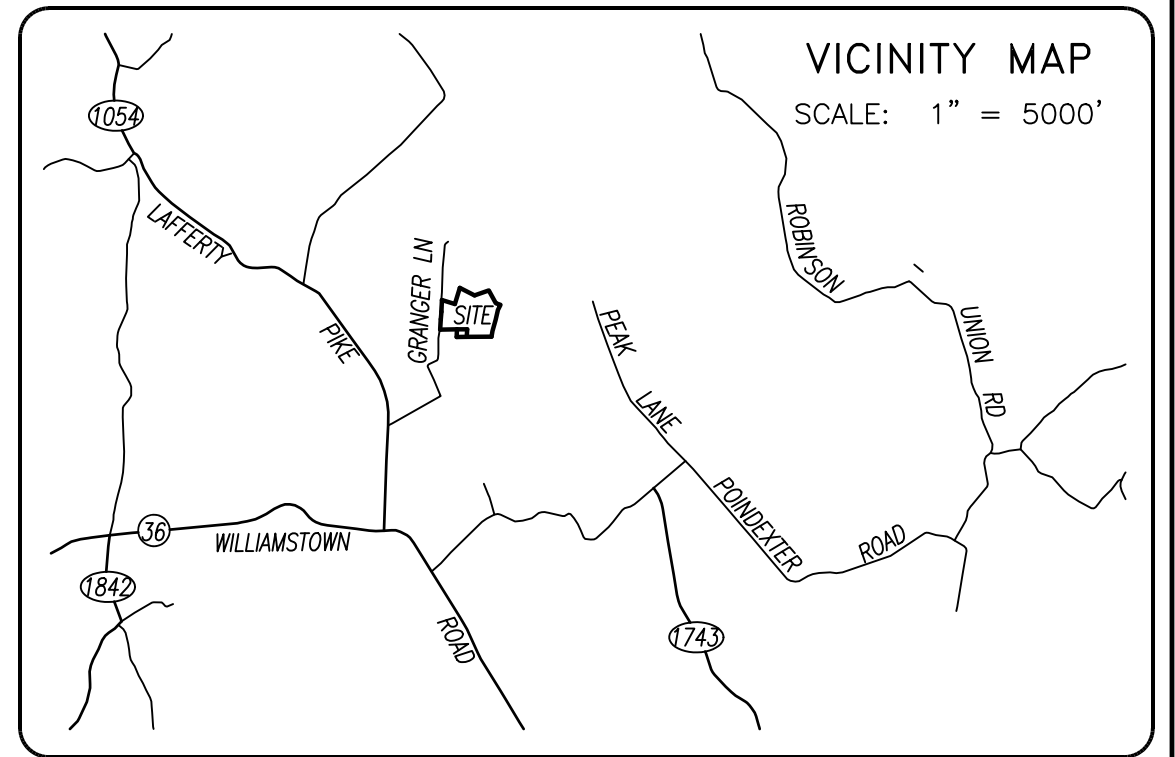 VICINITY MAP
SCALE: 1" = 5000'
1054
LAFFERTY
PIKE
GRANGER LN
SITE
ROBINSON
UNION
RD
PEAK
LANE
POINDEXTER
ROAD
36
WILLIAMSTOWN
ROAD
1842
1743